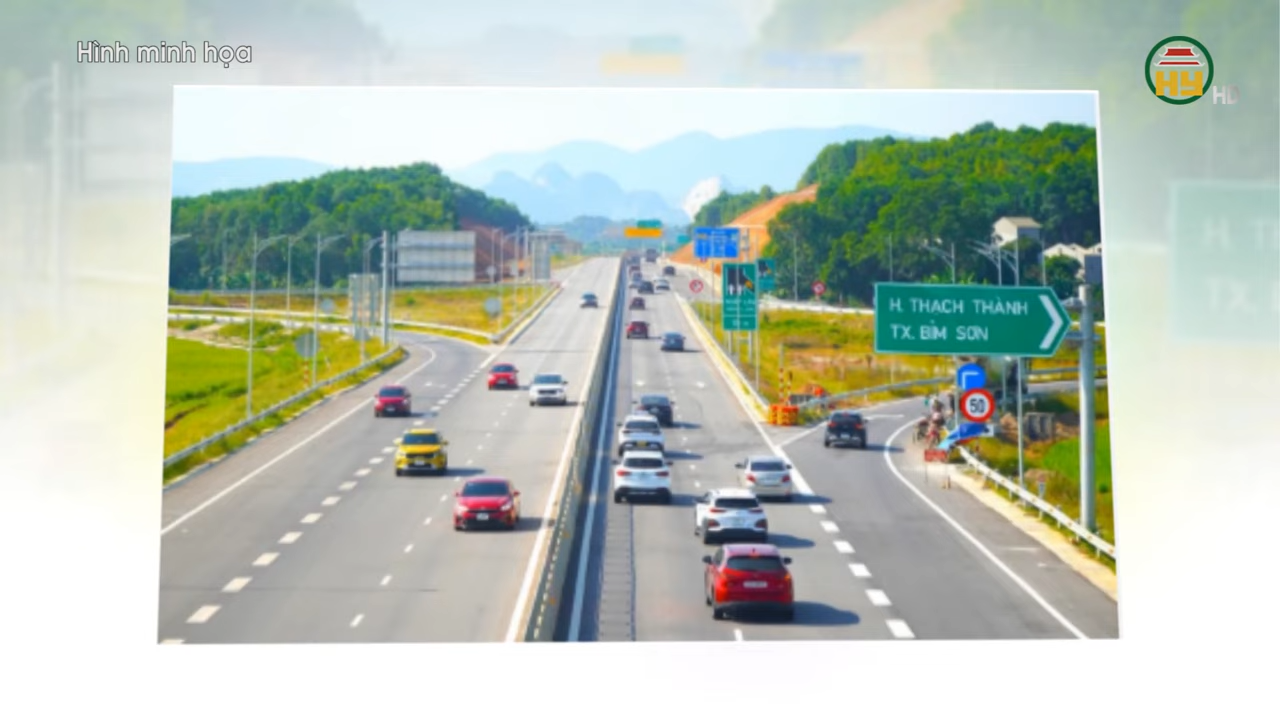 Hình minh họa
HY
HD
H. THẠCH THÀNH
TX. BỈM SƠN
50